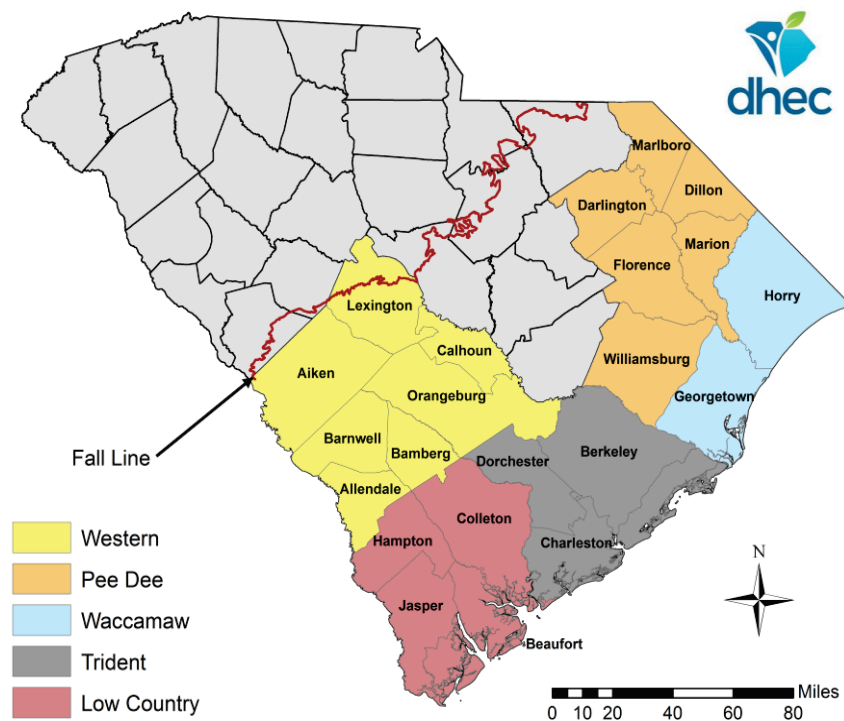 dhec
Marlboro
Dillon
Darlington
Marion
Florence
Horry
Lexington
Calhoun
Williamsburg
Aiken
Georgetown
Orangeburg
Barnwell
Bamberg
Berkeley
Dorchester
Fall Line
Allendale
Colleton
Hampton
Charleston
Jasper
Beaufort
Western
Pee Dee
Waccamaw
Trident
Low Country
N
Miles
0 10 20 40 60 80